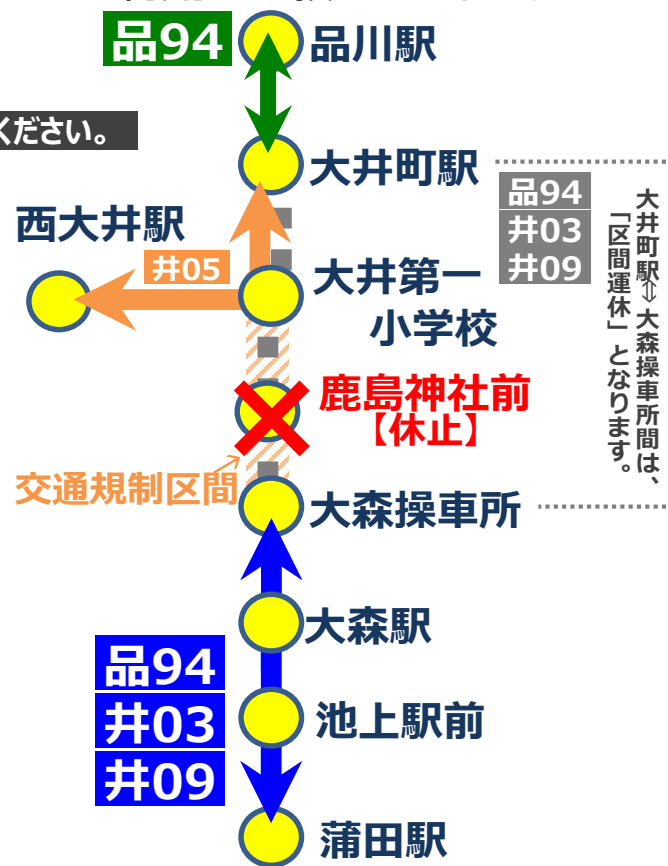 品94
品川駅
ください。
大井町駅
品94
井03
井09
大井町駅⇔大森操車所間は、
「区間運休」となります。
西大井駅
井05
大井第一
小学校
鹿島神社前
【休止】
交通規制区間
大森操車所
大森駅
品94
井03
井09
池上駅前
蒲田駅